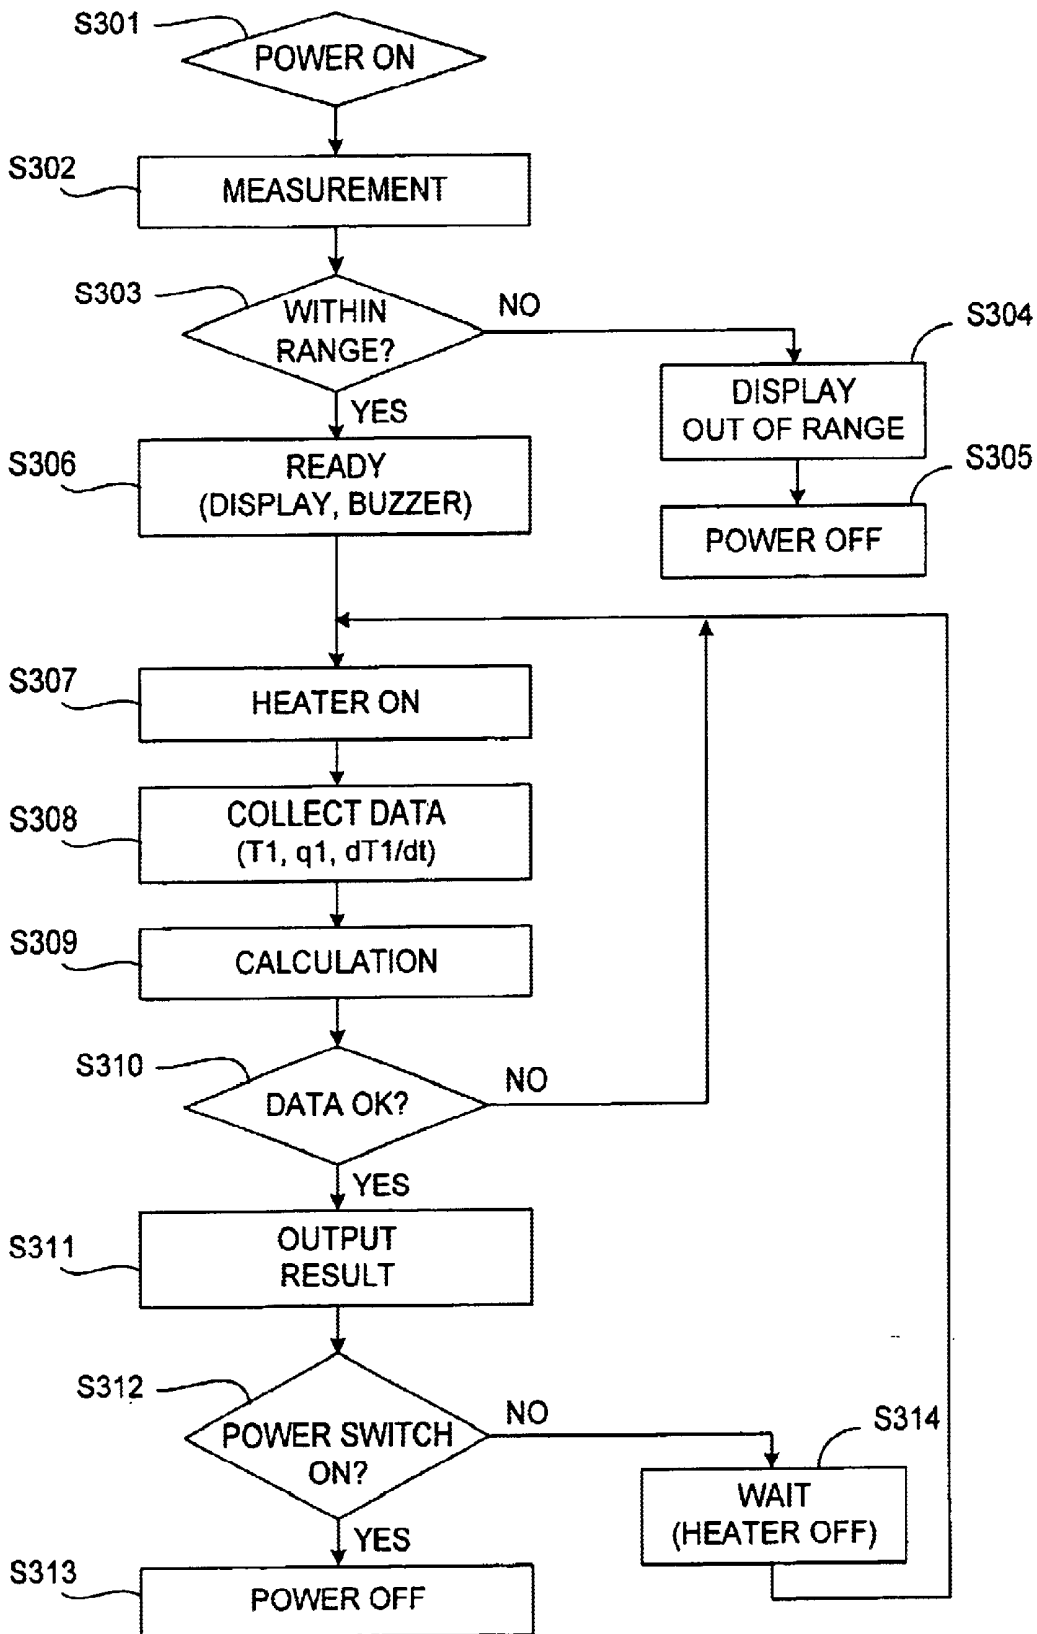 S301
POWER ON
S302
MEASUREMENT
S303
WITHIN
RANGE?
NO
S304
DISPLAY
OUT OF RANGE
YES
S305
POWER OFF
S306
READY
(DISPLAY, BUZZER)
S307
HEATER ON
S308
COLLECT DATA
(T1, q1, dT1/dt)
S309
CALCULATION
S310
DATA OK?
NO
YES
S311
OUTPUT
RESULT
S312
POWER SWITCH
ON?
NO
S314
WAIT
(HEATER OFF)
YES
S313
POWER OFF